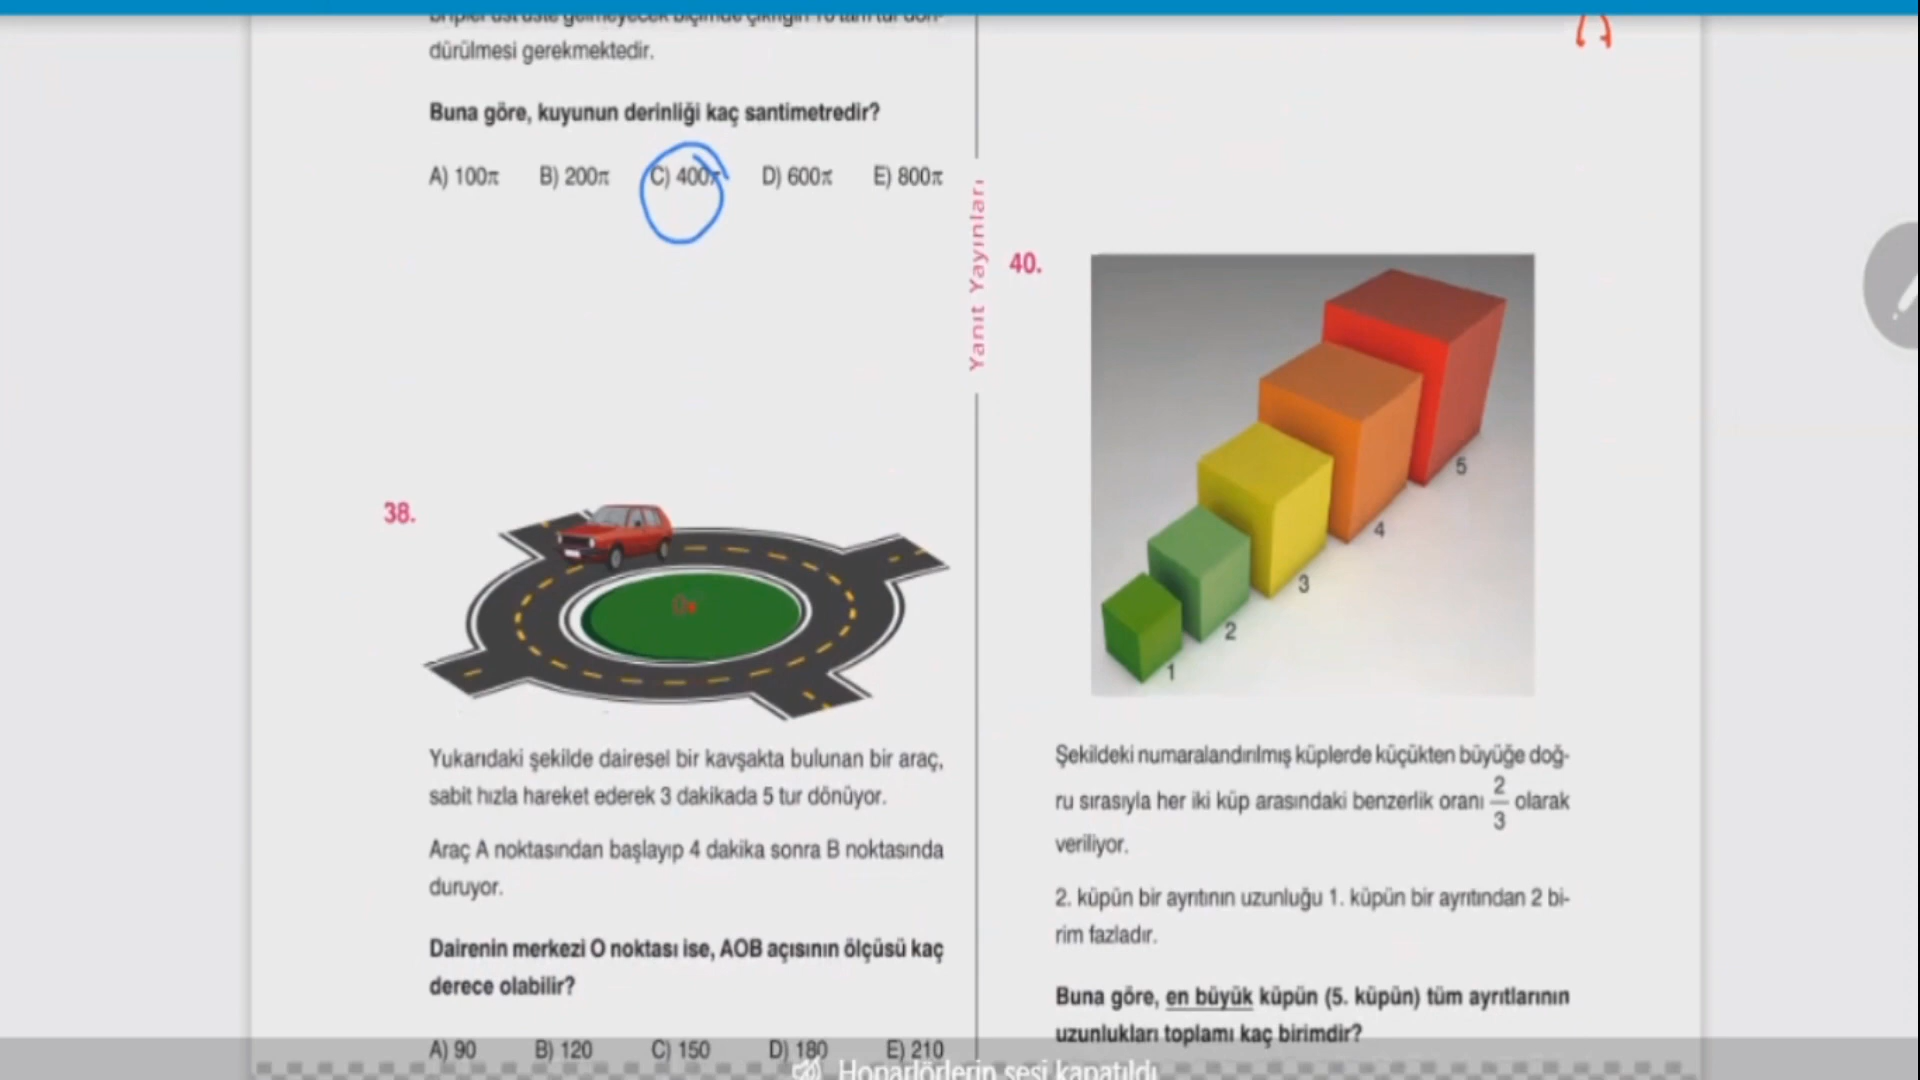 dürülmesi gerekmektedir.
Buna göre, kuyunun derinliği kaç santimetredir?
A) 100π B) 200π C) 400π D) 600π E) 800π
38.
Yukarıdaki şekilde dairesel bir kavşakta bulunan bir araç,
sabit hızla hareket ederek 3 dakikada 5 tur dönüyor.
Araç A noktasından başlayıp 4 dakika sonra B noktasında
duruyor.
Dairenin merkezi O noktası ise, AOB açısının ölçüsü kaç
derece olabilir?
A) 90 B) 120 C) 150 D) 180 E) 210
Yanıt Yayınları
40.
1
2
3
4
5
Şekildeki numaralandırılmış küplerde küçükten büyüğe doğ-
ru sırasıyla her iki küp arasındaki benzerlik oranı 2/3 olarak
veriliyor.
2. küpün bir ayrıtının uzunluğu 1. küpün bir ayrıtından 2 bi-
rim fazladır.
Buna göre, en büyük küpün (5. küpün) tüm ayrıtlarının
uzunlukları toplamı kaç birimdir?
Hoparlörlerin sesi kapatıldı